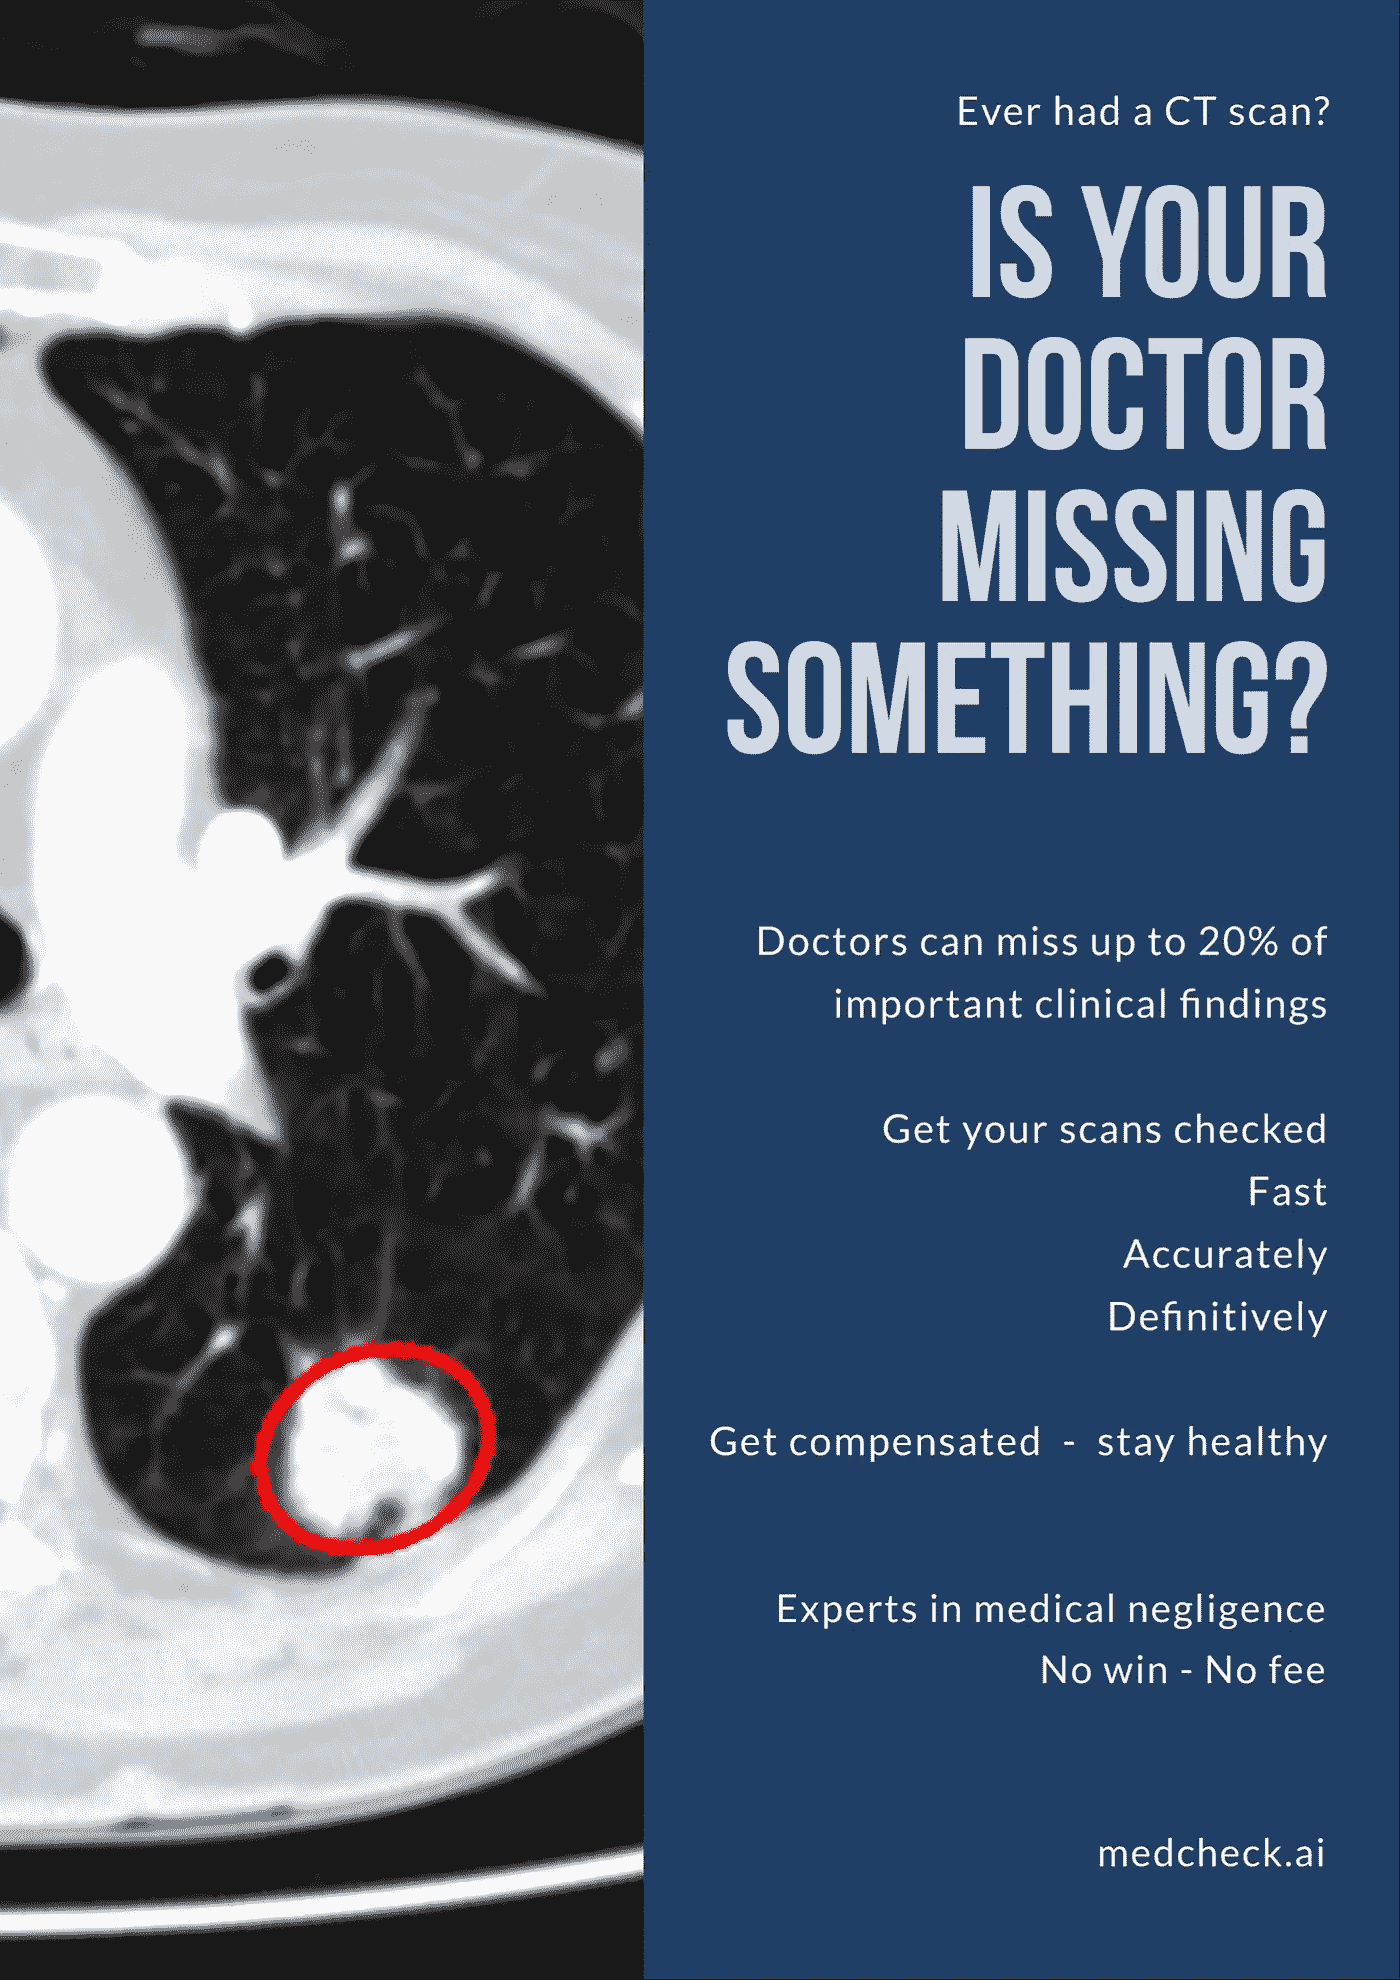 Ever had a CT scan?
IS YOUR
DOCTOR
MISSING
SOMETHING?
Doctors can miss up to 20% of
important clinical findings
Get your scans checked
Fast
Accurately
Definitively
Get compensated - stay healthy
Experts in medical negligence
No win - No fee
medcheck.ai